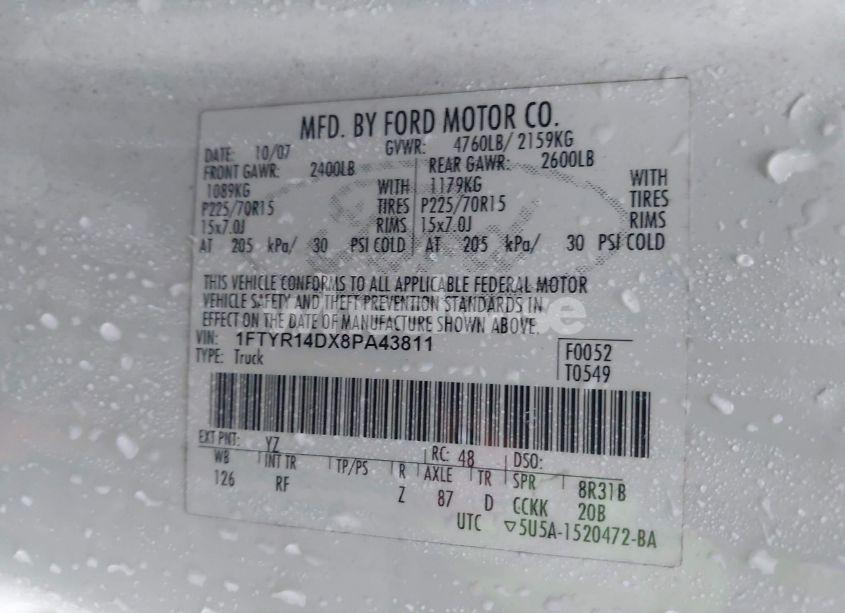 MFD. BY FORD MOTOR CO.
DATE: 10/07 GVWR: 4760LB/ 2159KG
FRONT GAWR: 2400LB REAR GAWR: 2600LB
1089KG WITH 1179KG WITH
P225/70R15 TIRES P225/70R15 TIRES
15x7.0J RIMS 15x7.0J RIMS
AT 205 kPa/ 30 PSI COLD AT 205 kPa/ 30 PSI COLD
THIS VEHICLE CONFORMS TO ALL APPLICABLE FEDERAL MOTOR
VEHICLE SAFETY AND THEFT PREVENTION STANDARDS IN
EFFECT ON THE DATE OF MANUFACTURE SHOWN ABOVE.
VIN: 1FTYR14DX8PA43811 F0052
TYPE: Truck T0549
EXT PNT: YZ RC: 48 DSO:
WB INT TR TP/PS R AXLE TR SPR 8R31B
126 RF Z 87 D CCKK 20B
UTC ▽5U5A-1520472-BA